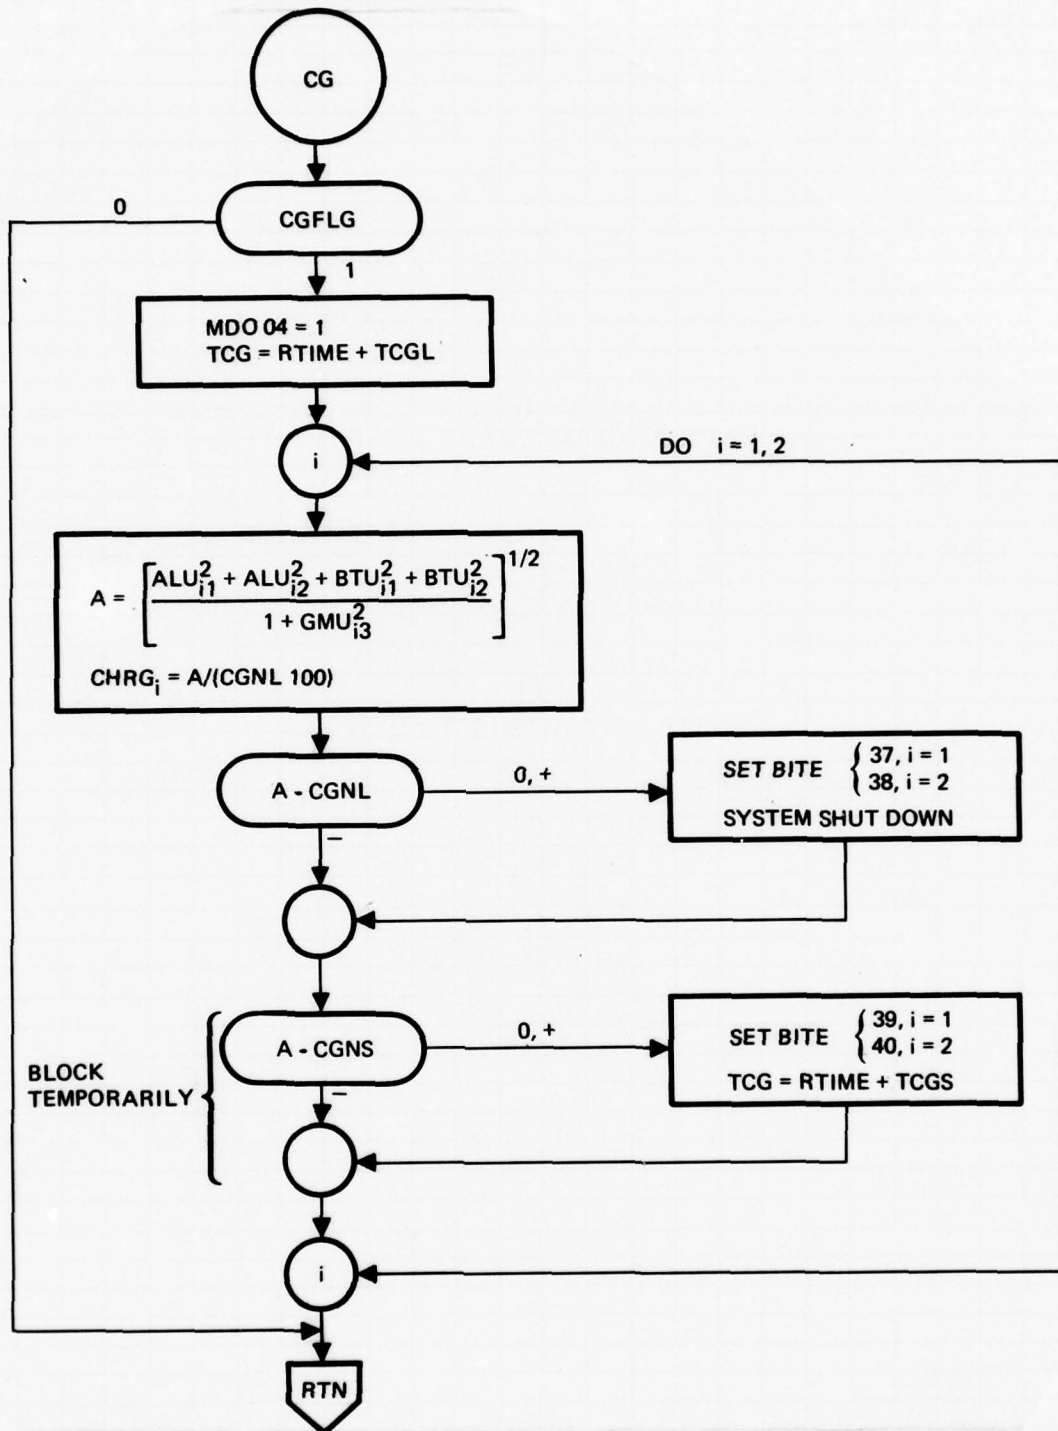 CG
0
CGFLG
1
MDO 04 = 1
TCG = RTIME + TCGL
i
DO i = 1, 2
A = [ (ALU²ᵢ₁ + ALU²ᵢ₂ + BTU²ᵢ₁ + BTU²ᵢ₂) / (1 + GMU²ᵢ₃) ]^1/2
CHRGᵢ = A/(CGNL 100)
A - CGNL
0, +
SET BITE { 37, i = 1
38, i = 2
SYSTEM SHUT DOWN
–
A - CGNS
0, +
SET BITE { 39, i = 1
40, i = 2
TCG = RTIME + TCGS
–
BLOCK
TEMPORARILY
i
RTN